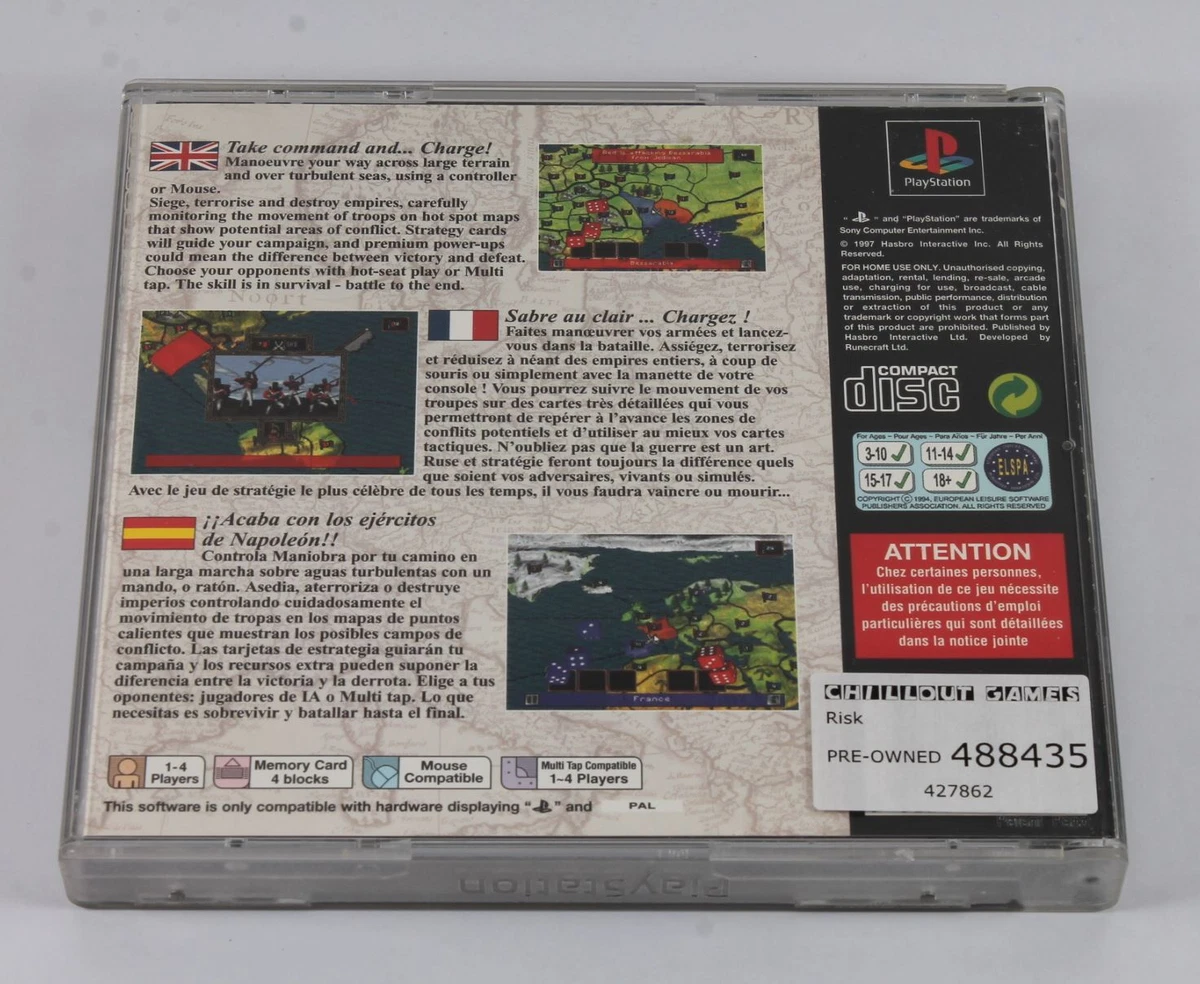 Take command and... Charge!
Manoeuvre your way across large terrain
and over turbulent seas, using a controller
or Mouse.
Siege, terrorise and destroy empires, carefully
monitoring the movement of troops on hot spot maps
that show potential areas of conflict. Strategy cards
will guide your campaign, and premium power-ups
could mean the difference between victory and defeat.
Choose your opponents with hot-seat play or Multi
tap. The skill is in survival - battle to the end.
Sabre au clair ... Chargez !
Faites manœuvrer vos armées et lancez-
vous dans la bataille. Assiégez, terrorisez
et réduisez à néant des empires entiers, à coup de
souris ou simplement avec la manette de votre
console ! Vous pourrez suivre le mouvement de vos
troupes sur des cartes très détaillées qui vous
permettront de repérer à l'avance les zones de
conflits potentiels et d'utiliser au mieux vos cartes
tactiques. N'oubliez pas que la guerre est un art.
Ruse et stratégie feront toujours la différence quels
que soient vos adversaires, vivants ou simulés.
Avec le jeu de stratégie le plus célèbre de tous les temps, il vous faudra vaincre ou mourir...
¡¡Acaba con los ejércitos
de Napoleón!!
Controla Maniobra por tu camino en
una larga marcha sobre aguas turbulentas con un
mando, o ratón. Asedia, aterroriza o destruye
imperios controlando cuidadosamente el
movimiento de tropas en los mapas de puntos
calientes que muestran los posibles campos de
conflicto. Las tarjetas de estrategia guiarán tu
campaña y los recursos extra pueden suponer la
diferencia entre la victoria y la derrota. Elige a tus
oponentes: jugadores de IA o Multi tap. Lo que
necesitas es sobrevivir y batallar hasta el final.
France
1-4
Players
Memory Card
4 blocks
Mouse
Compatible
Multi Tap Compatible
1~4 Players
This software is only compatible with hardware displaying " " and PAL
PlayStation
" " and "PlayStation" are trademarks of
Sony Computer Entertainment Inc.
© 1997 Hasbro Interactive Inc. All Rights
Reserved.
FOR HOME USE ONLY. Unauthorised copying,
adaptation, rental, lending, re-sale, arcade
use, charging for use, broadcast, cable
transmission, public performance, distribution
or extraction of this product or any
trademark or copyright work that forms part
of this product are prohibited. Published by
Hasbro Interactive Ltd. Developed by
Runecraft Ltd.
COMPACT
disc
For Ages – Pour Ages – Para Años – Für Jahre – Per Anni
3-10 11-14
15-17 18+
ELSPA
COPYRIGHT © 1994, EUROPEAN LEISURE SOFTWARE
PUBLISHERS ASSOCIATION. ALL RIGHTS RESERVED
ATTENTION
Chez certaines personnes,
l'utilisation de ce jeu nécessite
des précautions d'emploi
particulières qui sont détaillées
dans la notice jointe
CHILLOUT GAMES
Risk
PRE-OWNED 488435
427862
PlayStation